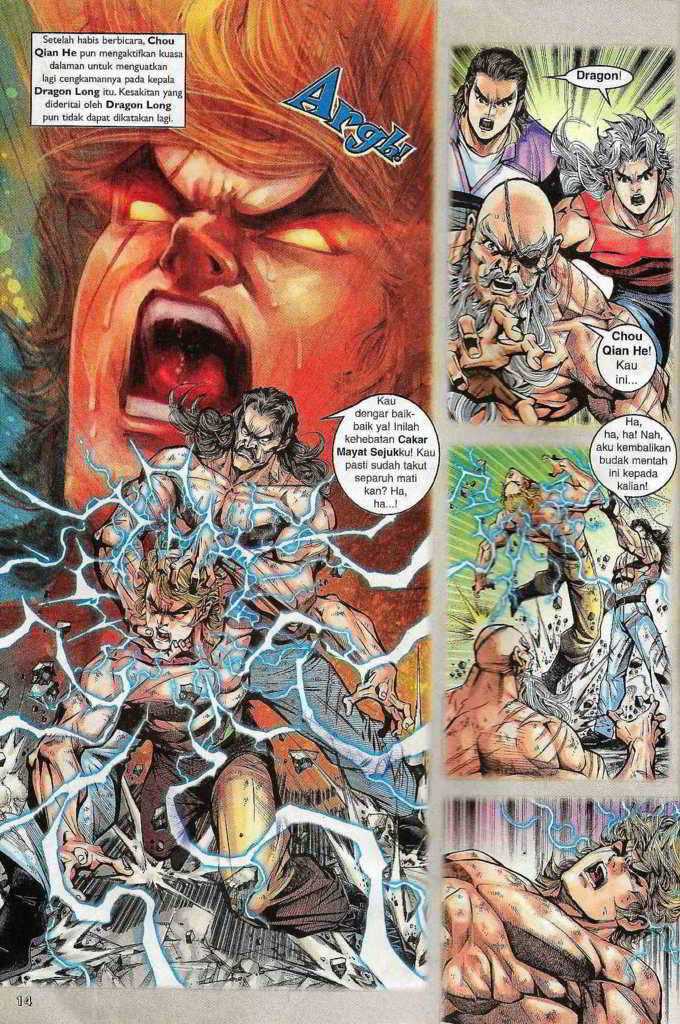 Setelah habis berbicara, Chou
Qian He pun mengaktifkan kuasa
dalaman untuk menguatkan
lagi cengkamannya pada kepala
Dragon Long itu. Kesakitan yang
dideritai oleh Dragon Long
pun tidak dapat dikatakan lagi.
Argh!
Kau
dengar baik-
baik ya! Inilah
kehebatan Cakar
Mayat Sejukku! Kau
pasti sudah takut
separuh mati
kan? Ha,
ha...!
Dragon!
Chou
Qian He!
Kau
ini...
Ha,
ha, ha! Nah,
aku kembalikan
budak mentah
ini kepada
kalian!
14